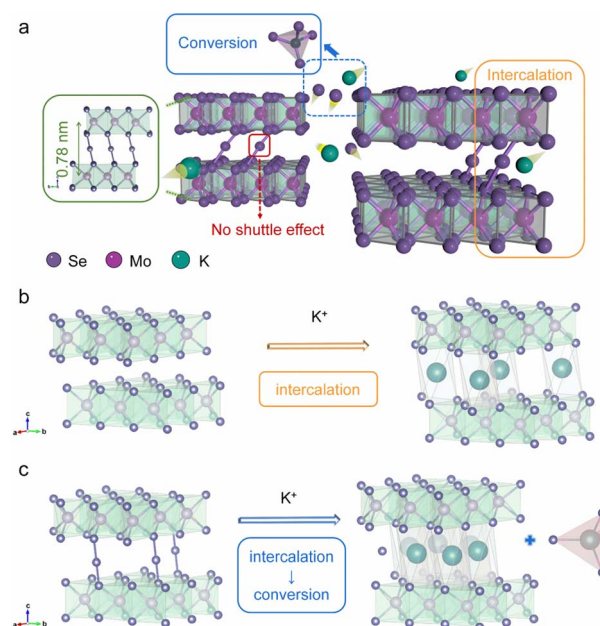 a
Conversion
Intercalation
0.78 nm
No shuttle effect
Se
Mo
K
b
K⁺
intercalation
c
a
b
c
K⁺
intercalation
↓
conversion
c
a
b